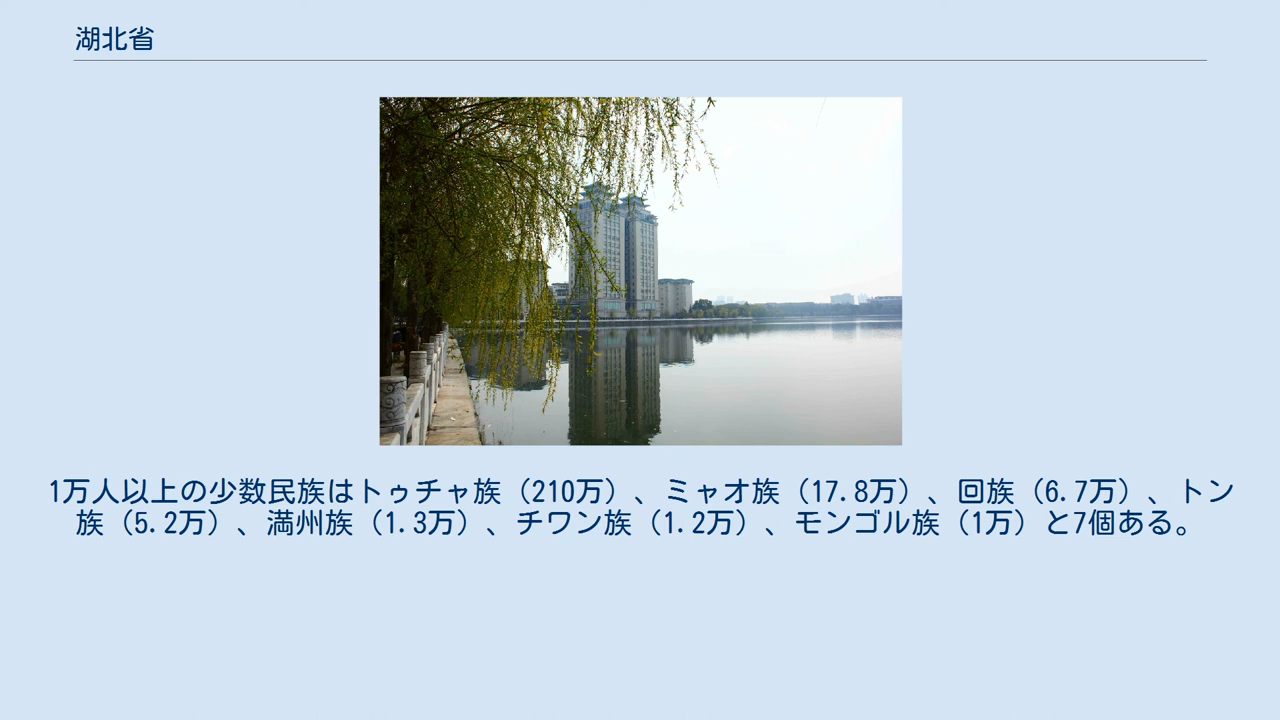 湖北省
1万人以上の少数民族はトゥチャ族（210万）、ミャオ族（17.8万）、回族（6.7万）、トン
族（5.2万）、満州族（1.3万）、チワン族（1.2万）、モンゴル族（1万）と7個ある。